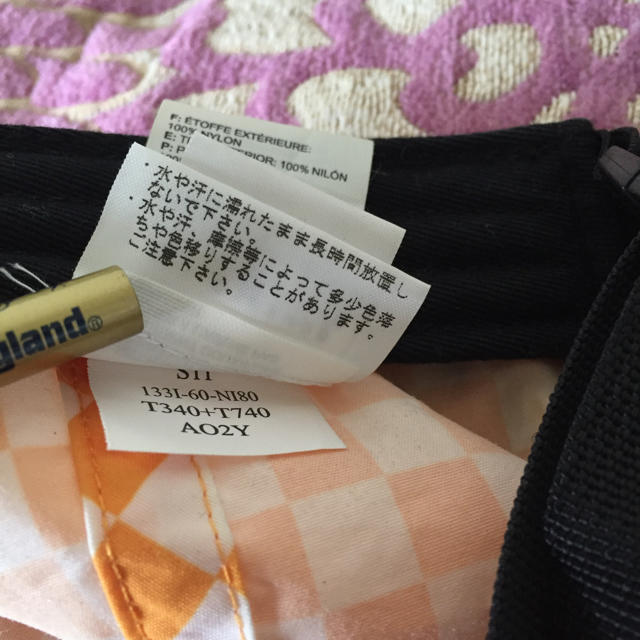 F: ÉTOFFE EXTÉRIEURE:
100% NYLON
100% NILÓN
・水や汗に濡れたまま長時間放置し
ないで下さい。
・水や汗、摩擦等によって多少色落
ちや色移りすることがあります。
ご注意下さい。
gland®
S11
133I-60-NI80
T340+T740
AO2Y